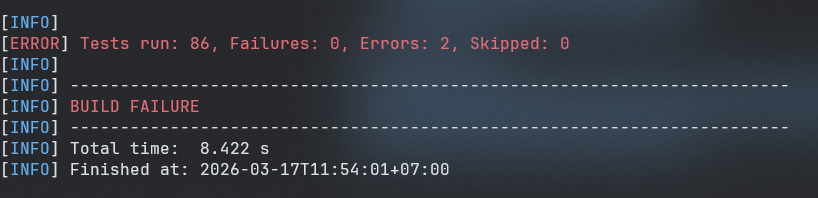 [INFO]
[ERROR] Tests run: 86, Failures: 0, Errors: 2, Skipped: 0
[INFO]
[INFO] ------------------------------------------------------------------------
[INFO] BUILD FAILURE
[INFO] ------------------------------------------------------------------------
[INFO] Total time:  8.422 s
[INFO] Finished at: 2026-03-17T11:54:01+07:00